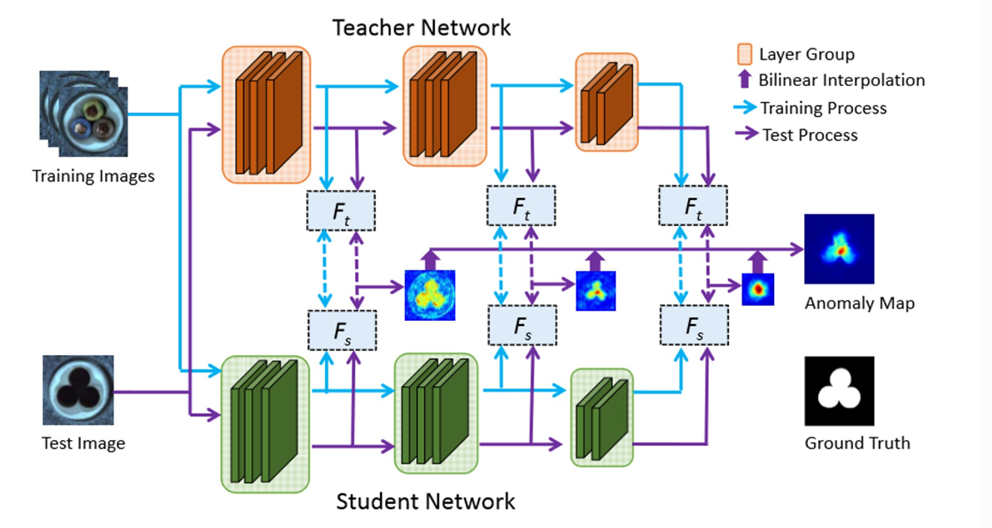 Teacher Network
Layer Group
Bilinear Interpolation
Training Process
Test Process
Training Images
Fₜ
Fₜ
Fₜ
Anomaly Map
Fₛ
Fₛ
Fₛ
Test Image
Ground Truth
Student Network